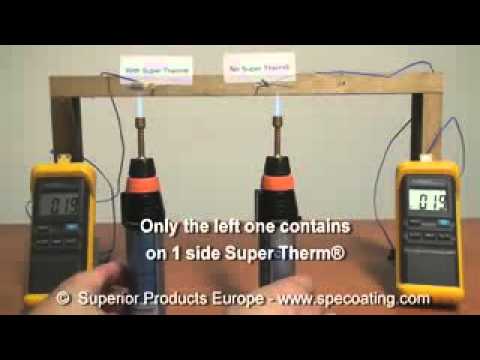 With Super Therm®
No Super Therm®
019
019
Only the left one contains
on 1 side Super Therm®
© Superior Products Europe - www.specoating.com